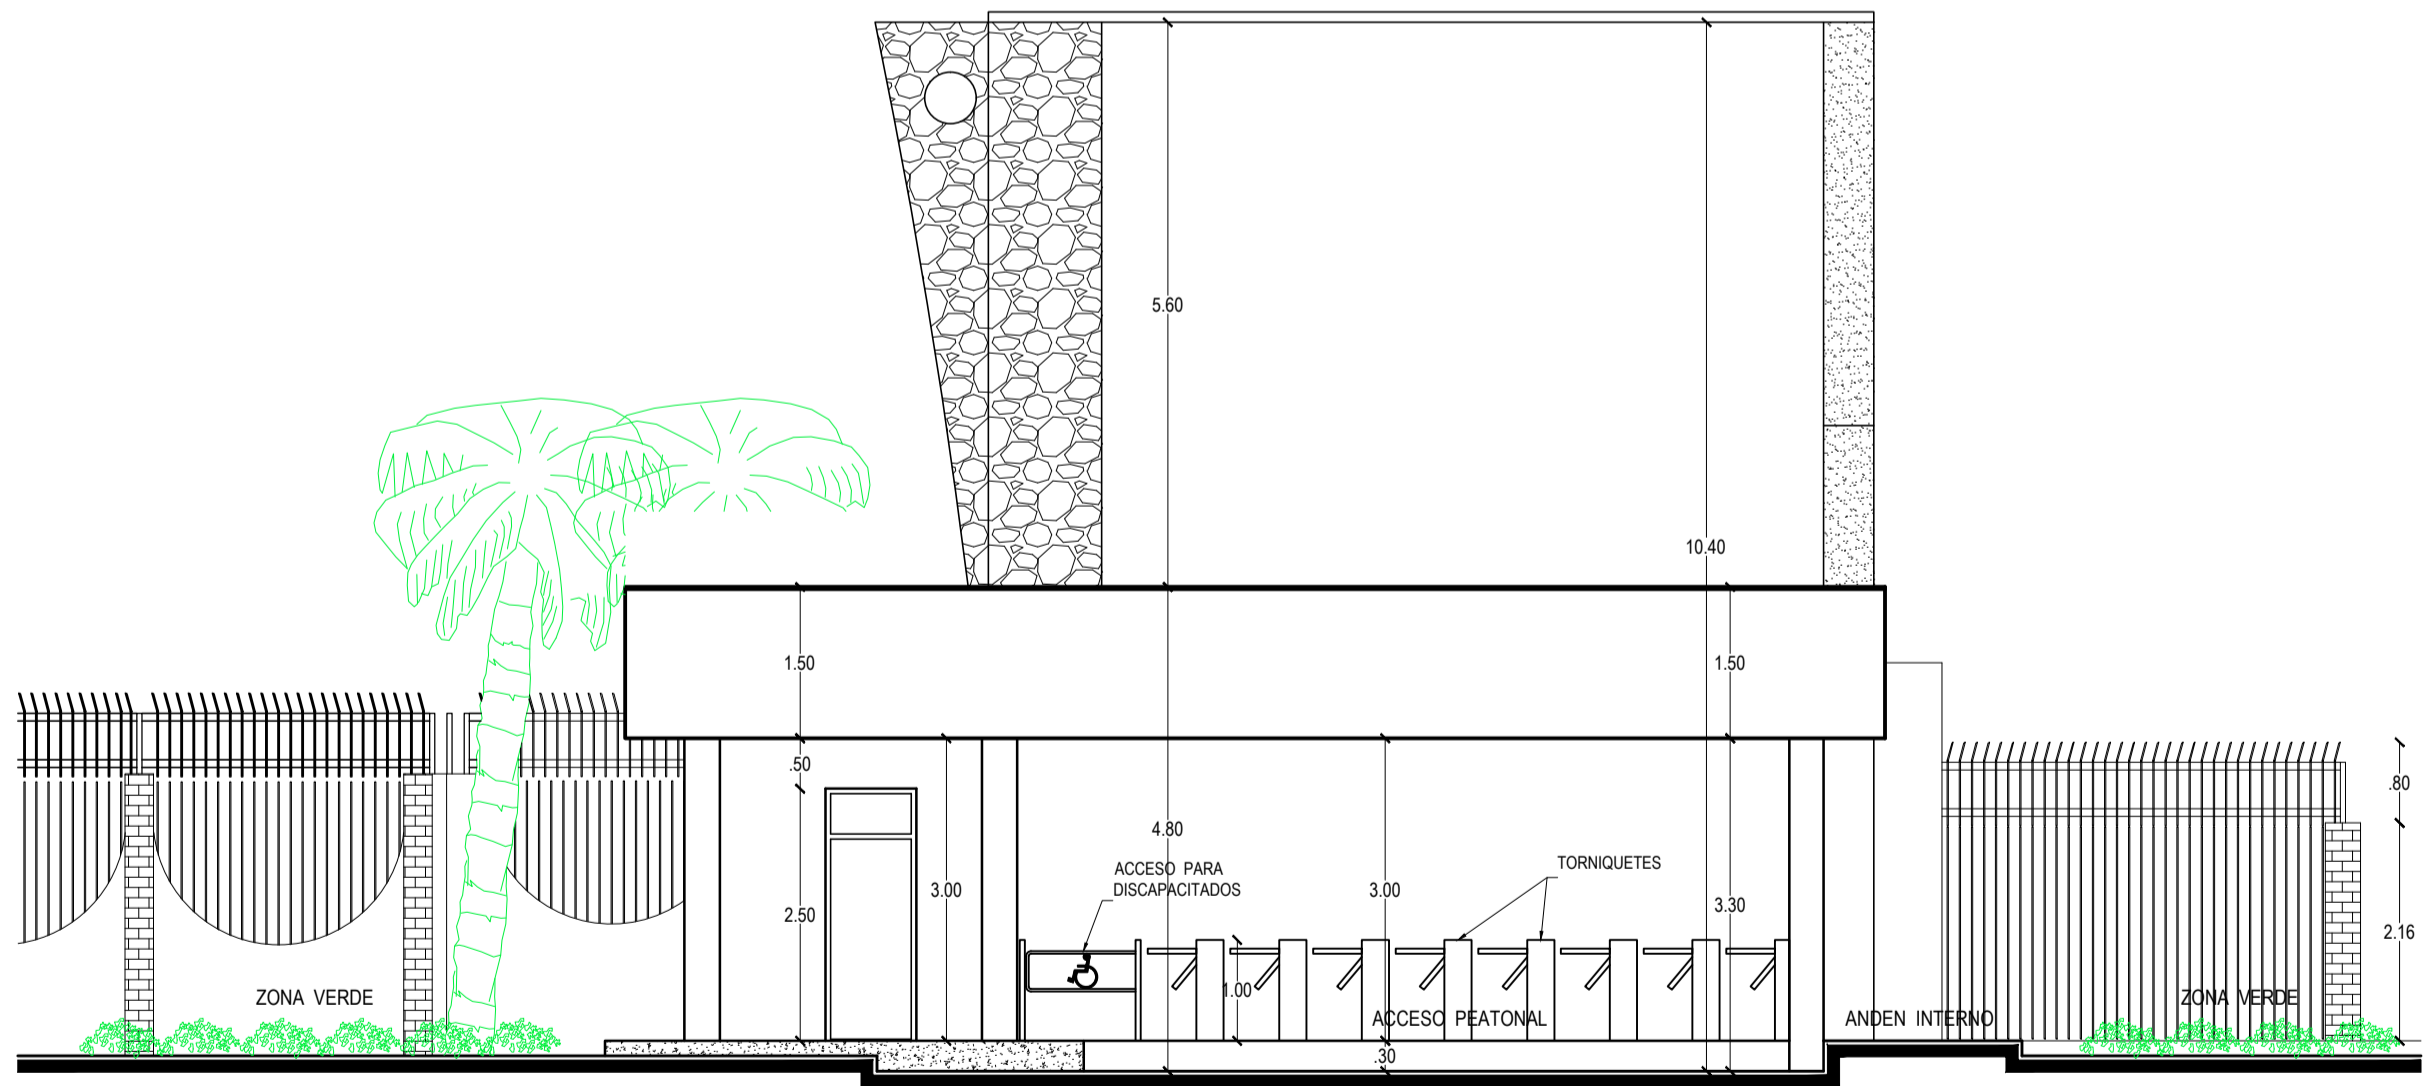 5.60
10.40
1.50
1.50
.50
.80
4.80
ACCESO PARA
DISCAPACITADOS
TORNIQUETES
3.00
3.00
2.50
3.30
2.16
1.00
ZONA VERDE
ZONA VERDE
ACCESO PEATONAL
ANDEN INTERNO
.30